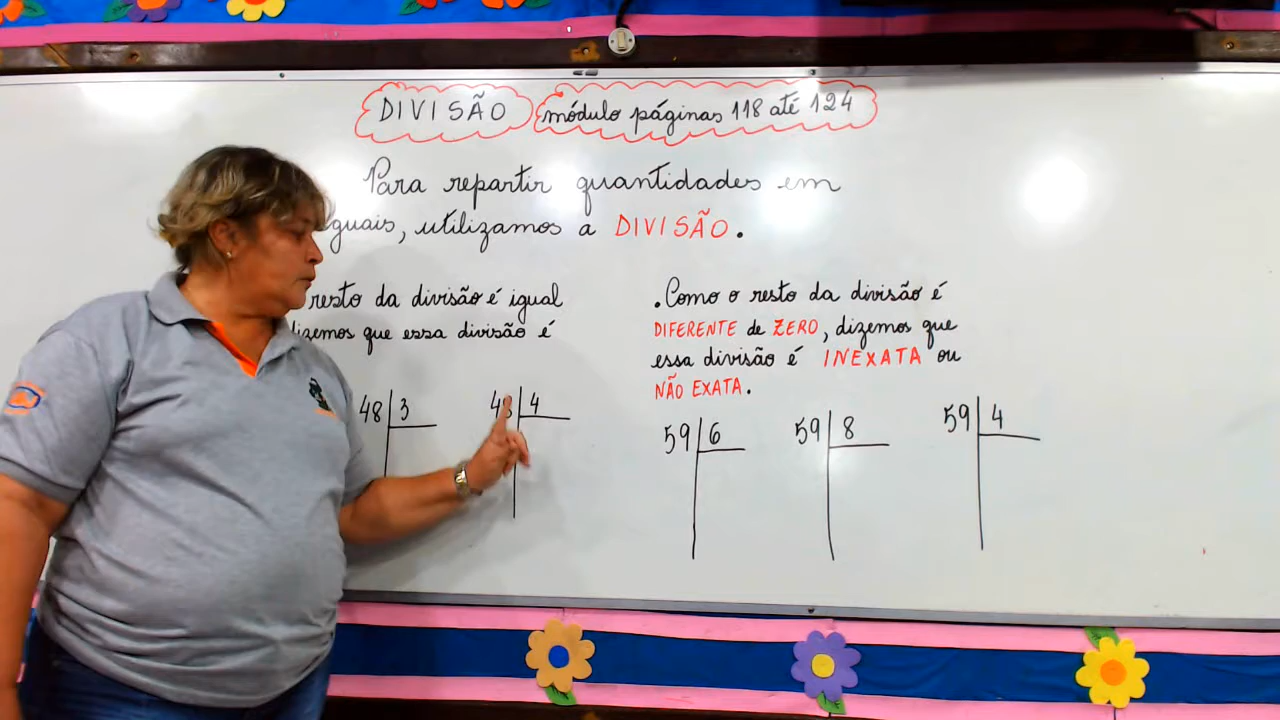 DIVISÃO módulo páginas 118 até 124
Para repartir quantidades em
guais, utilizamos a DIVISÃO.
resto da divisão é igual
dizemos que essa divisão é
.Como o resto da divisão é
DIFERENTE de ZERO, dizemos que
essa divisão é INEXATA ou
NÃO EXATA.
48 3
48 4
59 6
59 8
59 4